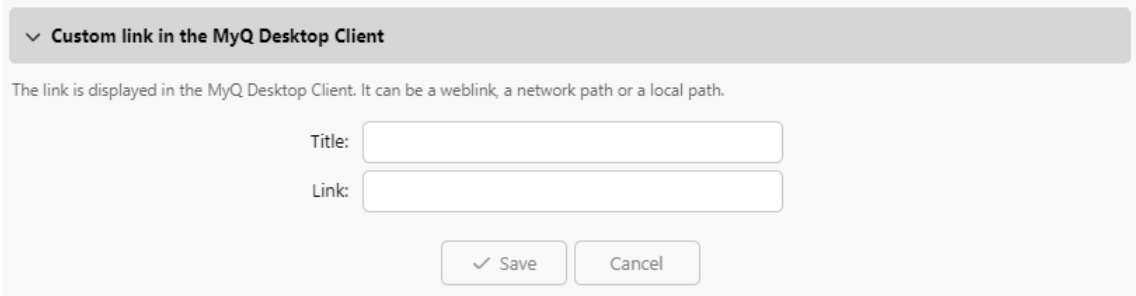 Custom link in the MyQ Desktop Client
The link is displayed in the MyQ Desktop Client. It can be a weblink, a network path or a local path.
Title:
Link:
Save Cancel